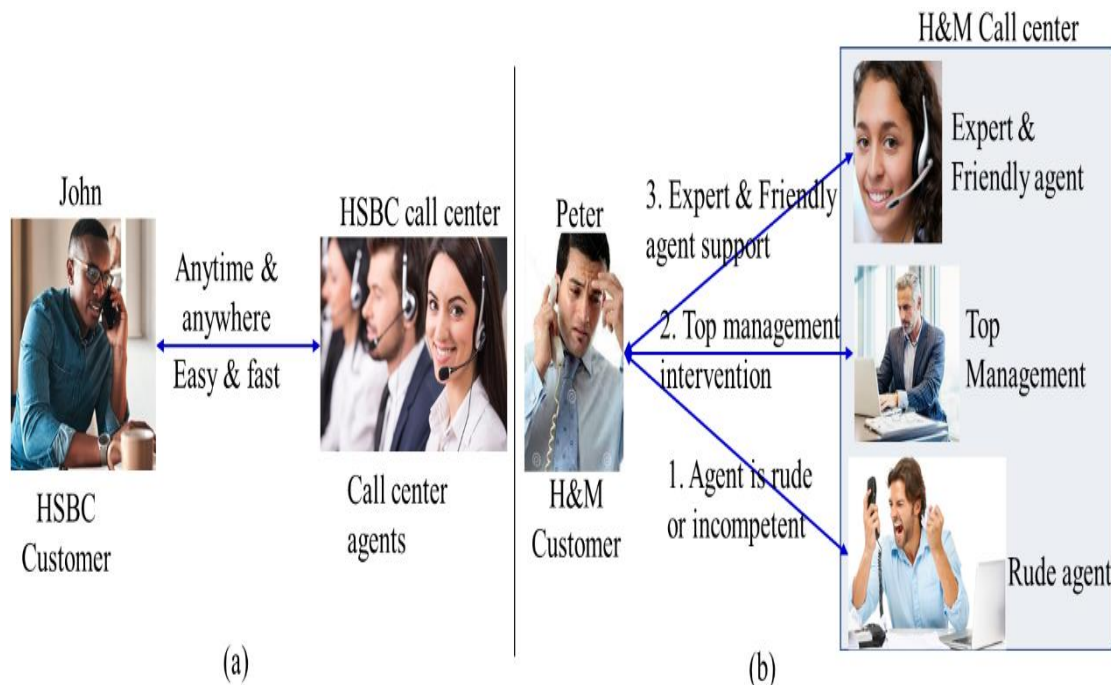 John
HSBC call center
Anytime &
anywhere
Easy & fast
HSBC
Customer
Call center
agents
(a)
H&M Call center
Peter
3. Expert & Friendly
agent support
Expert &
Friendly agent
2. Top management
intervention
Top
Management
1. Agent is rude
or incompetent
H&M
Customer
Rude agent
(b)